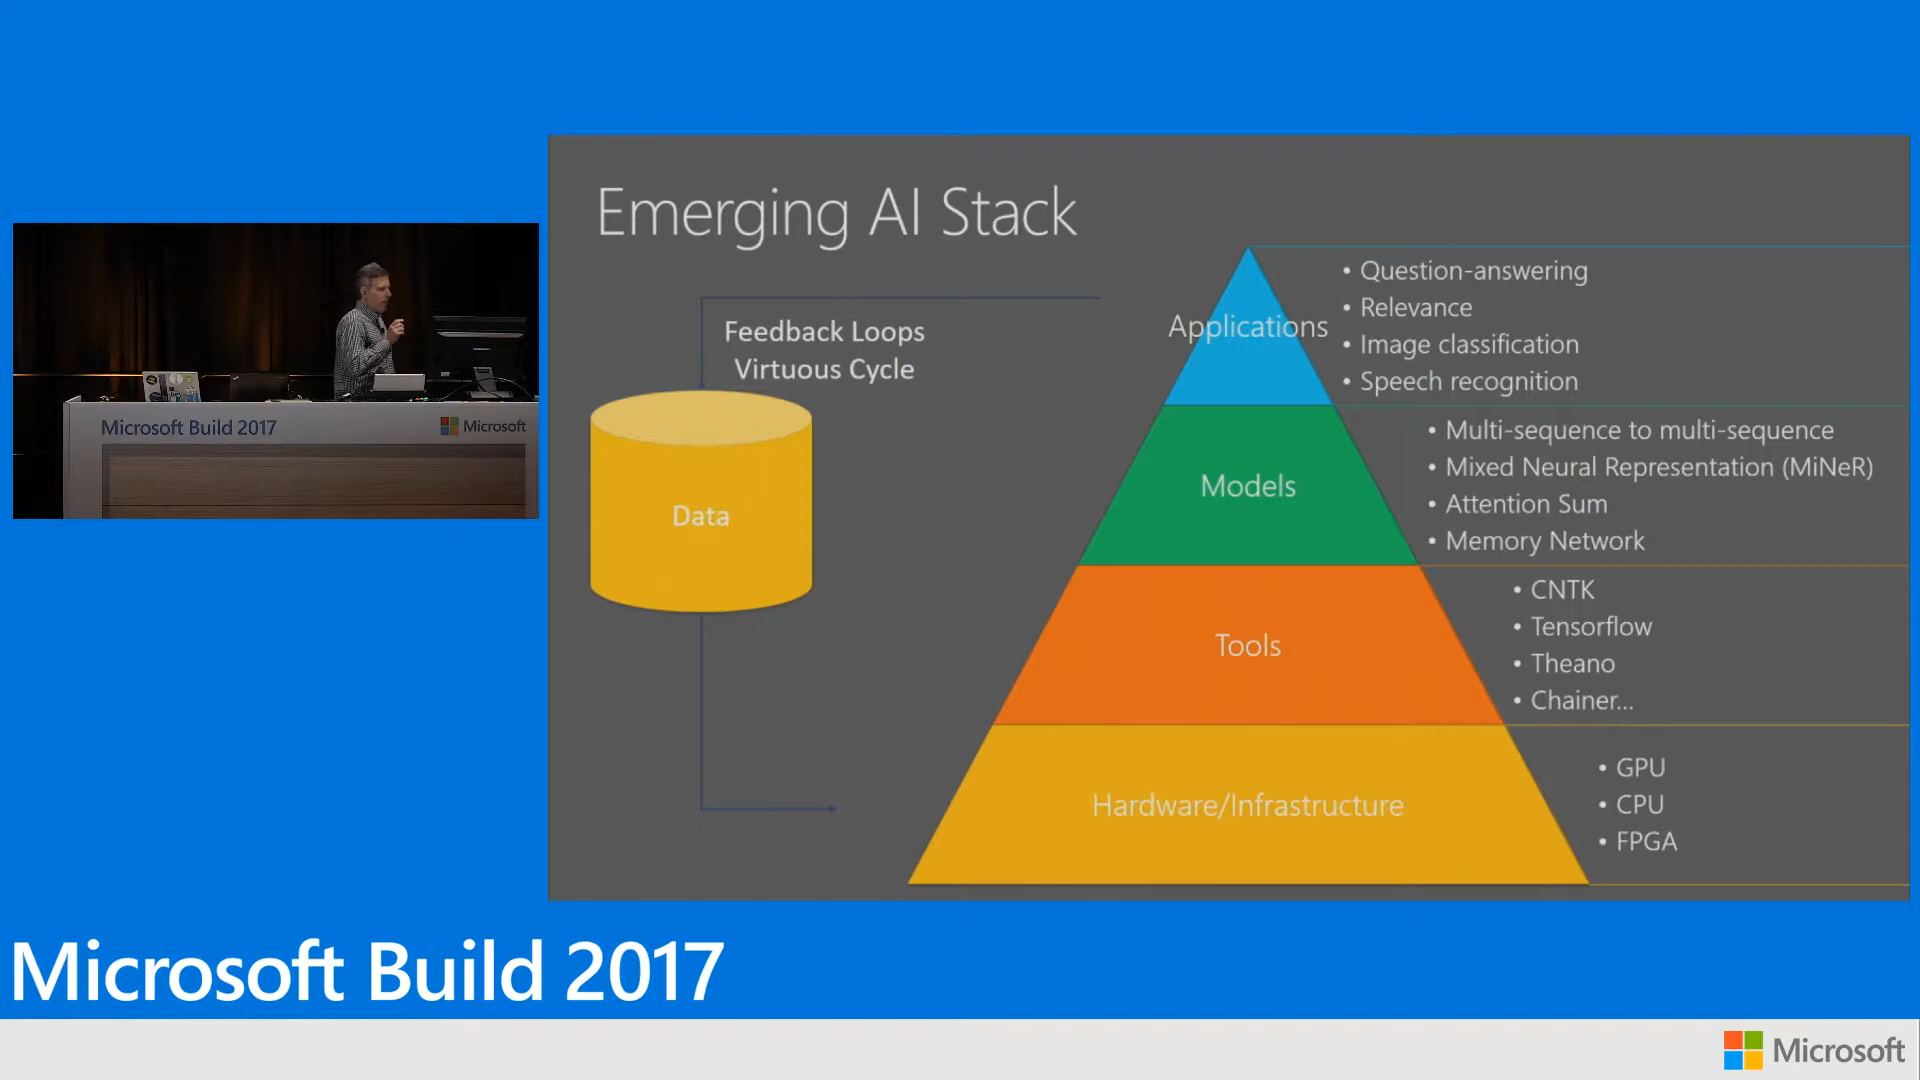 Emerging AI Stack
Feedback Loops
Virtuous Cycle
Data
Applications
• Question-answering
• Relevance
• Image classification
• Speech recognition
Models
• Multi-sequence to multi-sequence
• Mixed Neural Representation (MiNeR)
• Attention Sum
• Memory Network
Tools
• CNTK
• Tensorflow
• Theano
• Chainer...
Hardware/Infrastructure
• GPU
• CPU
• FPGA
Microsoft Build 2017
Microsoft
Microsoft Build 2017
Microsoft